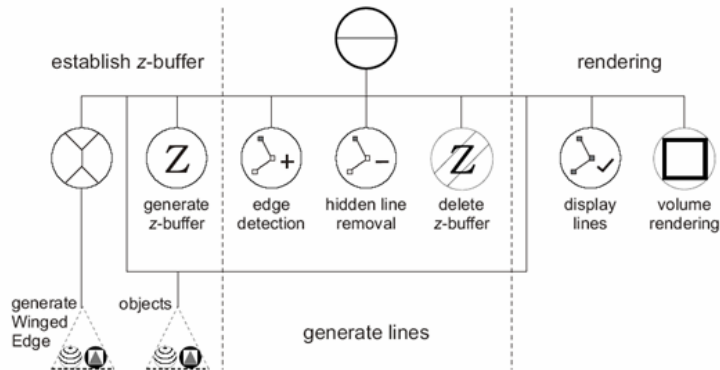 establish z-buffer
rendering
Z
+
−
Z
generate
z-buffer
edge
detection
hidden line
removal
delete
z-buffer
display
lines
volume
rendering
generate
Winged
Edge
objects
generate lines